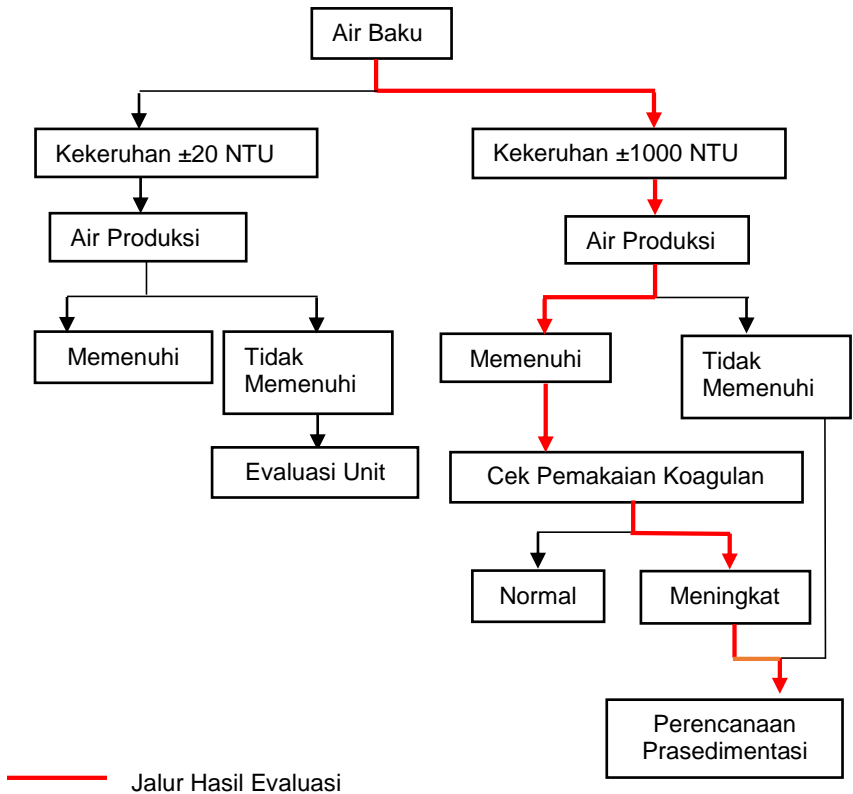 Air Baku
Kekeruhan ±20 NTU
Kekeruhan ±1000 NTU
Air Produksi
Air Produksi
Memenuhi
Tidak
Memenuhi
Memenuhi
Tidak
Memenuhi
Evaluasi Unit
Cek Pemakaian Koagulan
Normal
Meningkat
Perencanaan
Prasedimentasi
Jalur Hasil Evaluasi